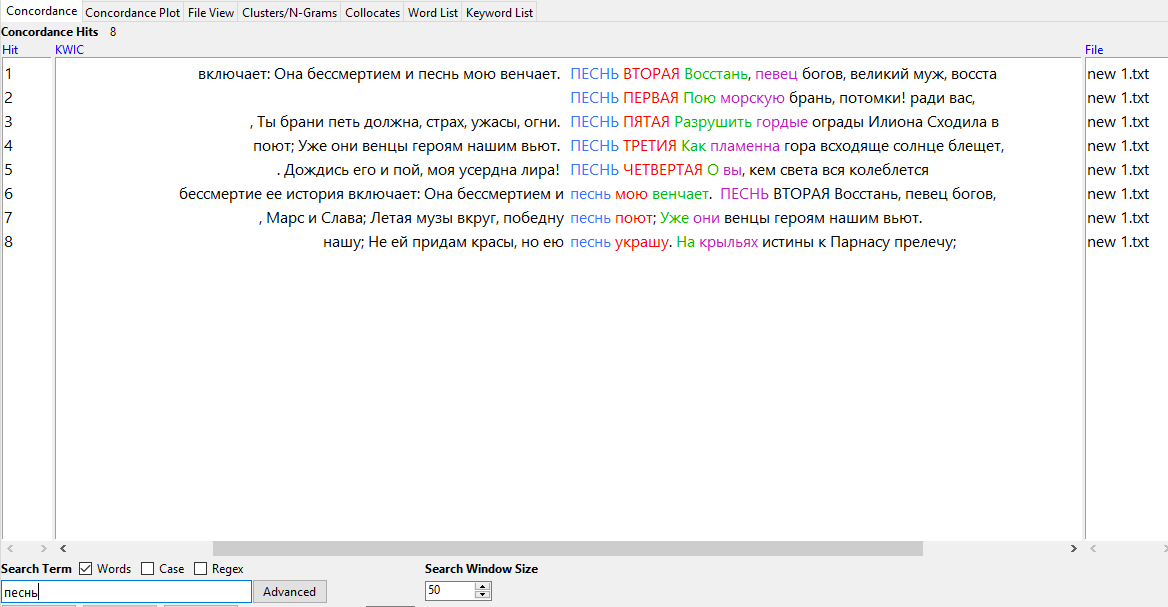 Concordance Concordance Plot File View Clusters/N-Grams Collocates Word List Keyword List
Concordance Hits 8
Hit KWIC File
1 включает: Она бессмертием и песнь мою венчает. ПЕСНЬ ВТОРАЯ Восстань, певец богов, великий муж, восста new 1.txt
2 ПЕСНЬ ПЕРВАЯ Пою морскую брань, потомки! ради вас, new 1.txt
3 , Ты брани петь должна, страх, ужасы, огни. ПЕСНЬ ПЯТАЯ Разрушить гордые ограды Илиона Сходила в new 1.txt
4 поют; Уже они венцы героям нашим вьют. ПЕСНЬ ТРЕТИЯ Как пламенна гора всходяще солнце блещет, new 1.txt
5 . Дождись его и пой, моя усердна лира! ПЕСНЬ ЧЕТВЕРТАЯ О вы, кем света вся колеблется new 1.txt
6 бессмертие ее история включает: Она бессмертием и песнь мою венчает. ПЕСНЬ ВТОРАЯ Восстань, певец богов, new 1.txt
7 , Марс и Слава; Летая музы вкруг, победну песнь поют; Уже они венцы героям нашим вьют. new 1.txt
8 нашу; Не ей придам красы, но ею песнь украшу. На крыльях истины к Парнасу прелечу; new 1.txt
Search Term Words Case Regex Search Window Size
песнь Advanced 50